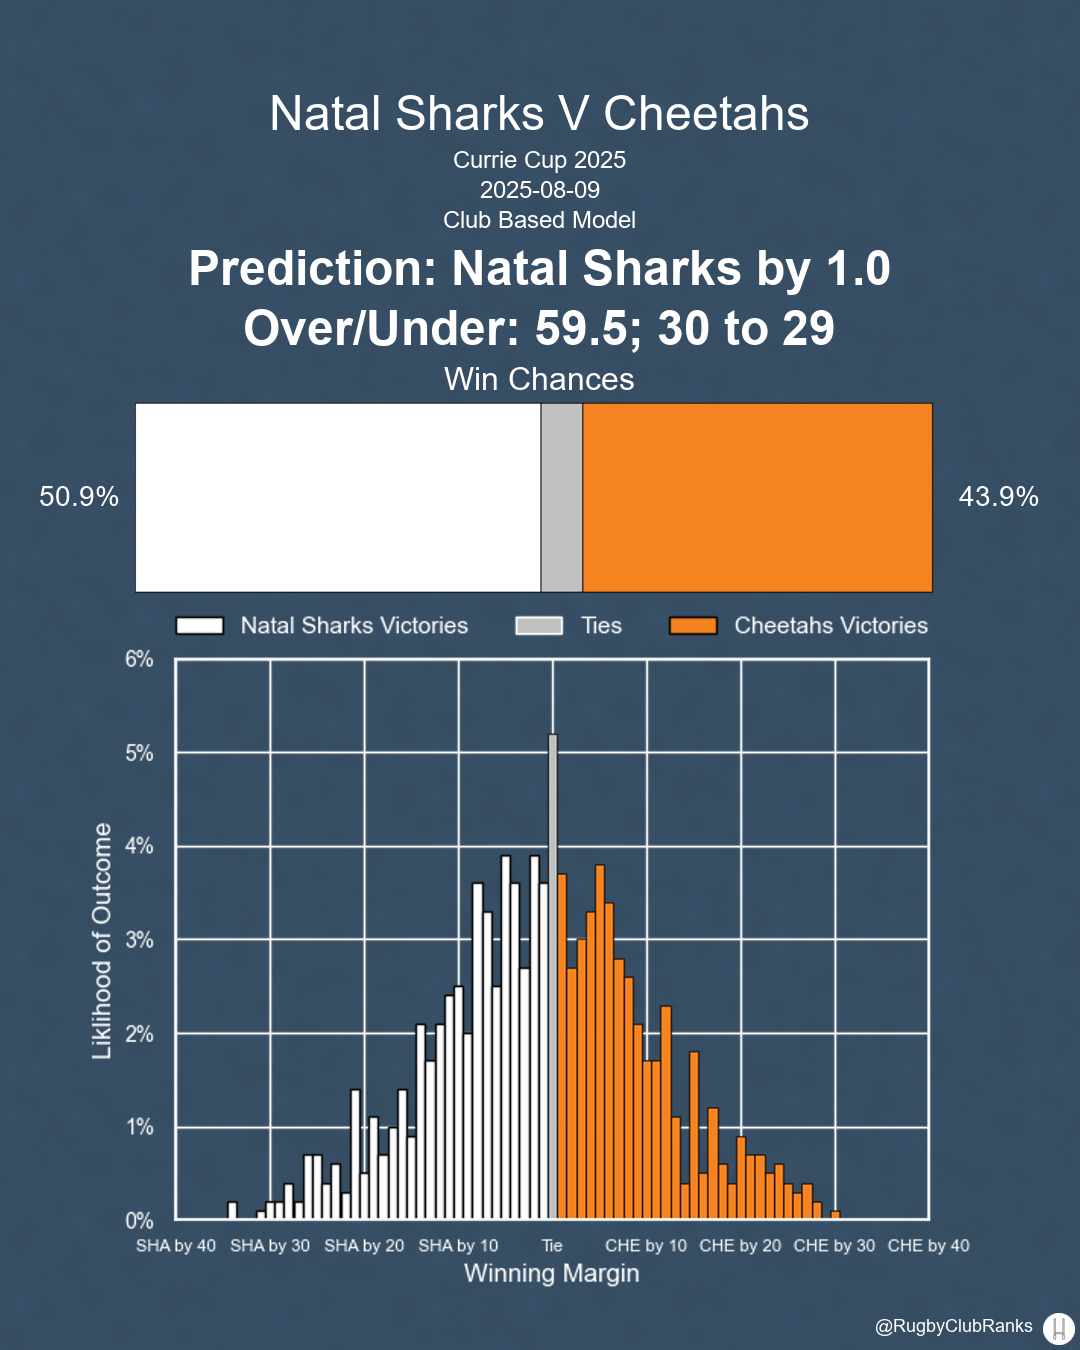 Natal Sharks V Cheetahs
Currie Cup 2025
2025-08-09
Club Based Model
Prediction: Natal Sharks by 1.0
Over/Under: 59.5; 30 to 29
Win Chances
50.9%
43.9%
Natal Sharks Victories
Ties
Cheetahs Victories
6%
5%
4%
3%
2%
1%
0%
Liklihood of Outcome
SHA by 40
SHA by 30
SHA by 20
SHA by 10
Tie
CHE by 10
CHE by 20
CHE by 30
CHE by 40
Winning Margin
@RugbyClubRanks